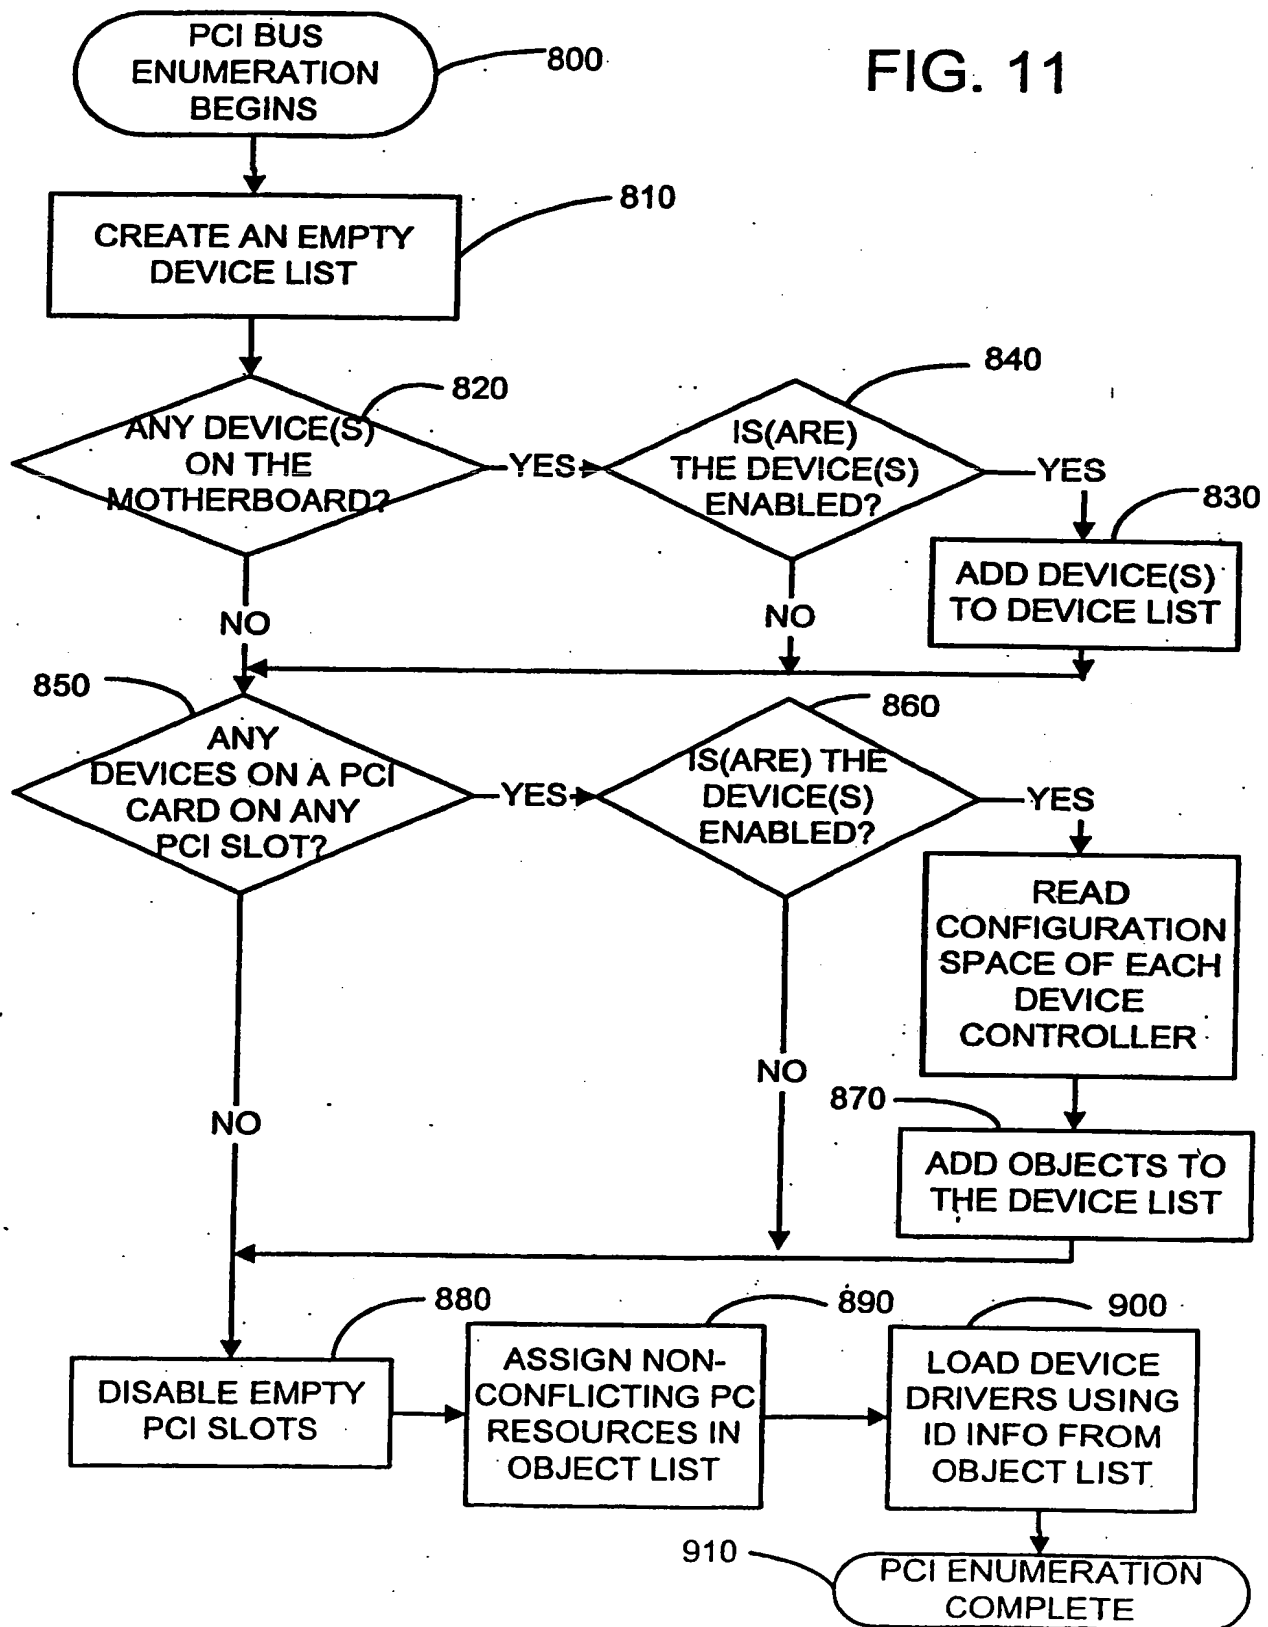 PCI BUS
ENUMERATION
BEGINS
800
FIG. 11
810
CREATE AN EMPTY
DEVICE LIST
820
ANY DEVICE(S)
ON THE
MOTHERBOARD?
YES
840
IS(ARE)
THE DEVICE(S)
ENABLED?
YES
830
ADD DEVICE(S)
TO DEVICE LIST
NO
NO
850
ANY
DEVICES ON A PCI
CARD ON ANY
PCI SLOT?
YES
860
IS(ARE) THE
DEVICE(S)
ENABLED?
YES
READ
CONFIGURATION
SPACE OF EACH
DEVICE
CONTROLLER
NO
NO
870
ADD OBJECTS TO
THE DEVICE LIST
880
DISABLE EMPTY
PCI SLOTS
890
ASSIGN NON-
CONFLICTING PC
RESOURCES IN
OBJECT LIST
900
LOAD DEVICE
DRIVERS USING
ID INFO FROM
OBJECT LIST
910
PCI ENUMERATION
COMPLETE